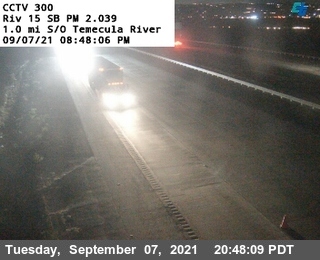 CCTV 300
Riv 15 SB PM 2.039
1.0 mi S/O Temecula River
09/07/21 08:48:06 PM
Tuesday, September 07, 2021 20:48:09 PDT